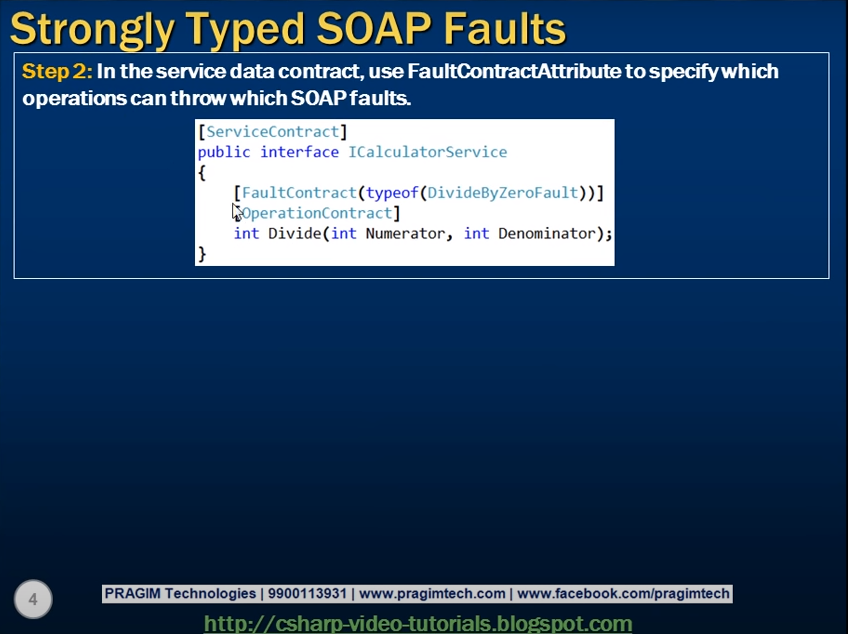 Strongly Typed SOAP Faults
Step 2: In the service data contract, use FaultContractAttribute to specify which
operations can throw which SOAP faults.
[ServiceContract]
public interface ICalculatorService
{
[FaultContract(typeof(DivideByZeroFault))]
[OperationContract]
int Divide(int Numerator, int Denominator);
}
4
PRAGIM Technologies | 9900113931 | www.pragimtech.com | www.facebook.com/pragimtech
http://csharp-video-tutorials.blogspot.com